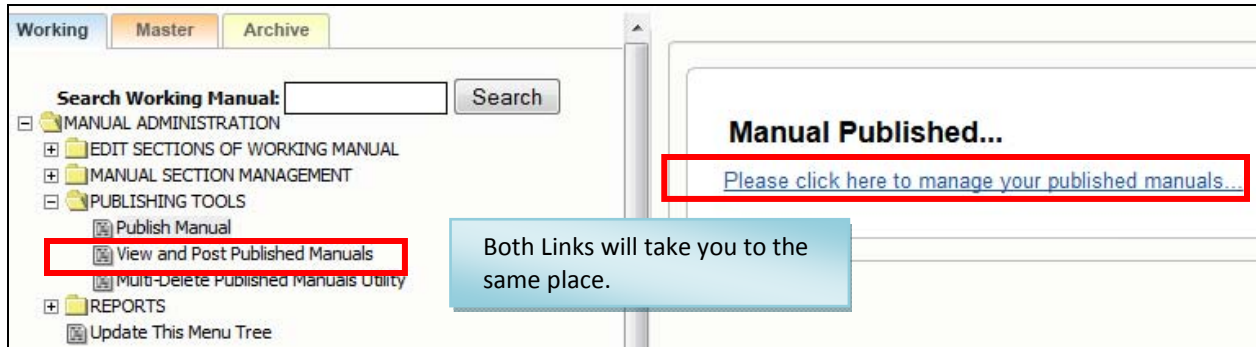 Working Master Archive
Search Working Manual: Search
MANUAL ADMINISTRATION
EDIT SECTIONS OF WORKING MANUAL
MANUAL SECTION MANAGEMENT
PUBLISHING TOOLS
Publish Manual
View and Post Published Manuals
Multi-Delete Published Manuals Utility
REPORTS
Update This Menu Tree
Manual Published...
Please click here to manage your published manuals...
Both Links will take you to the
same place.